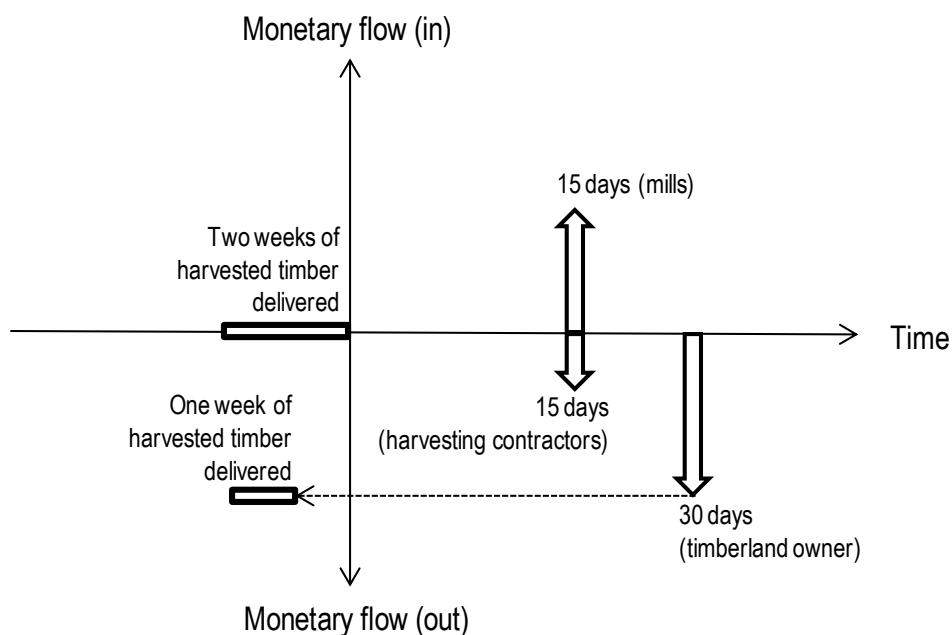 Monetary flow (in)
15 days (mills)
Two weeks of
harvested timber
delivered
Time
One week of
harvested timber
delivered
15 days
(harvesting contractors)
30 days
(timberland owner)
Monetary flow (out)